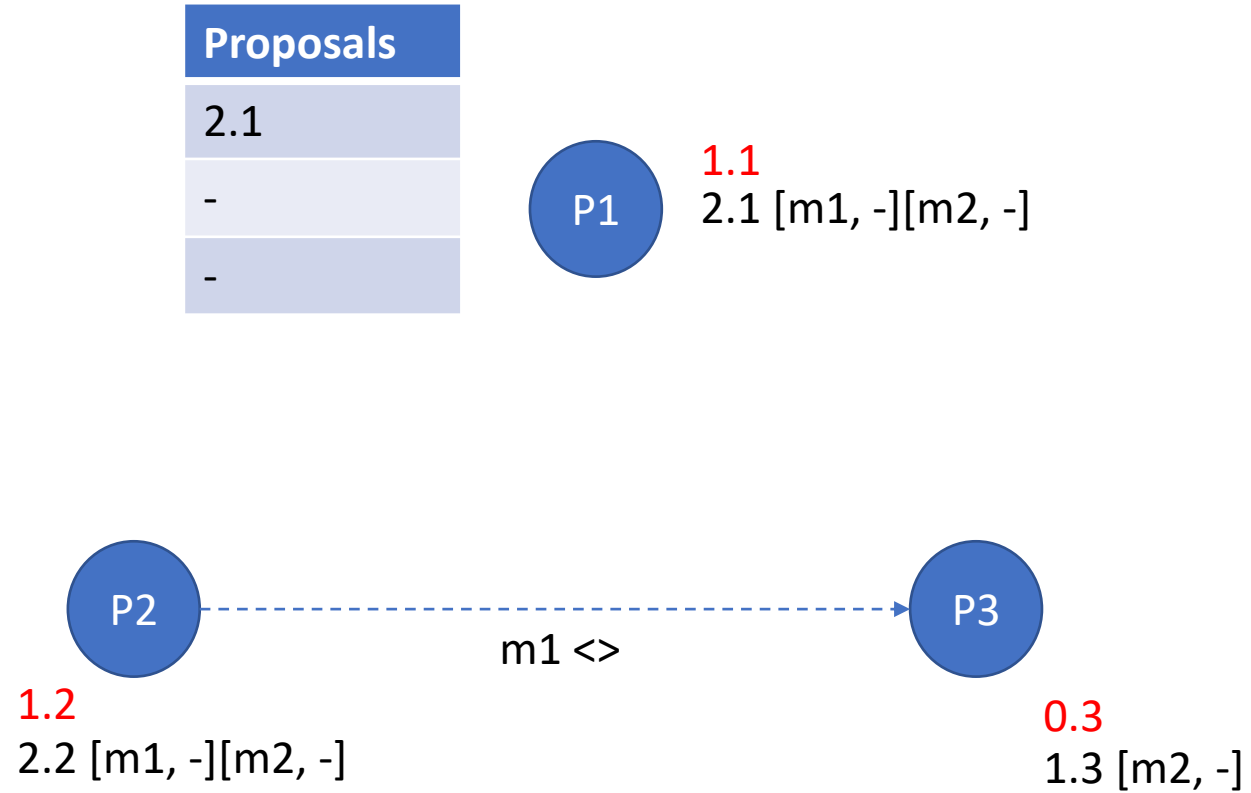 Proposals
2.1
-
-
P1
1.1
2.1 [m1, -][m2, -]
P2
m1 <>
P3
1.2
2.2 [m1, -][m2, -]
0.3
1.3 [m2, -]